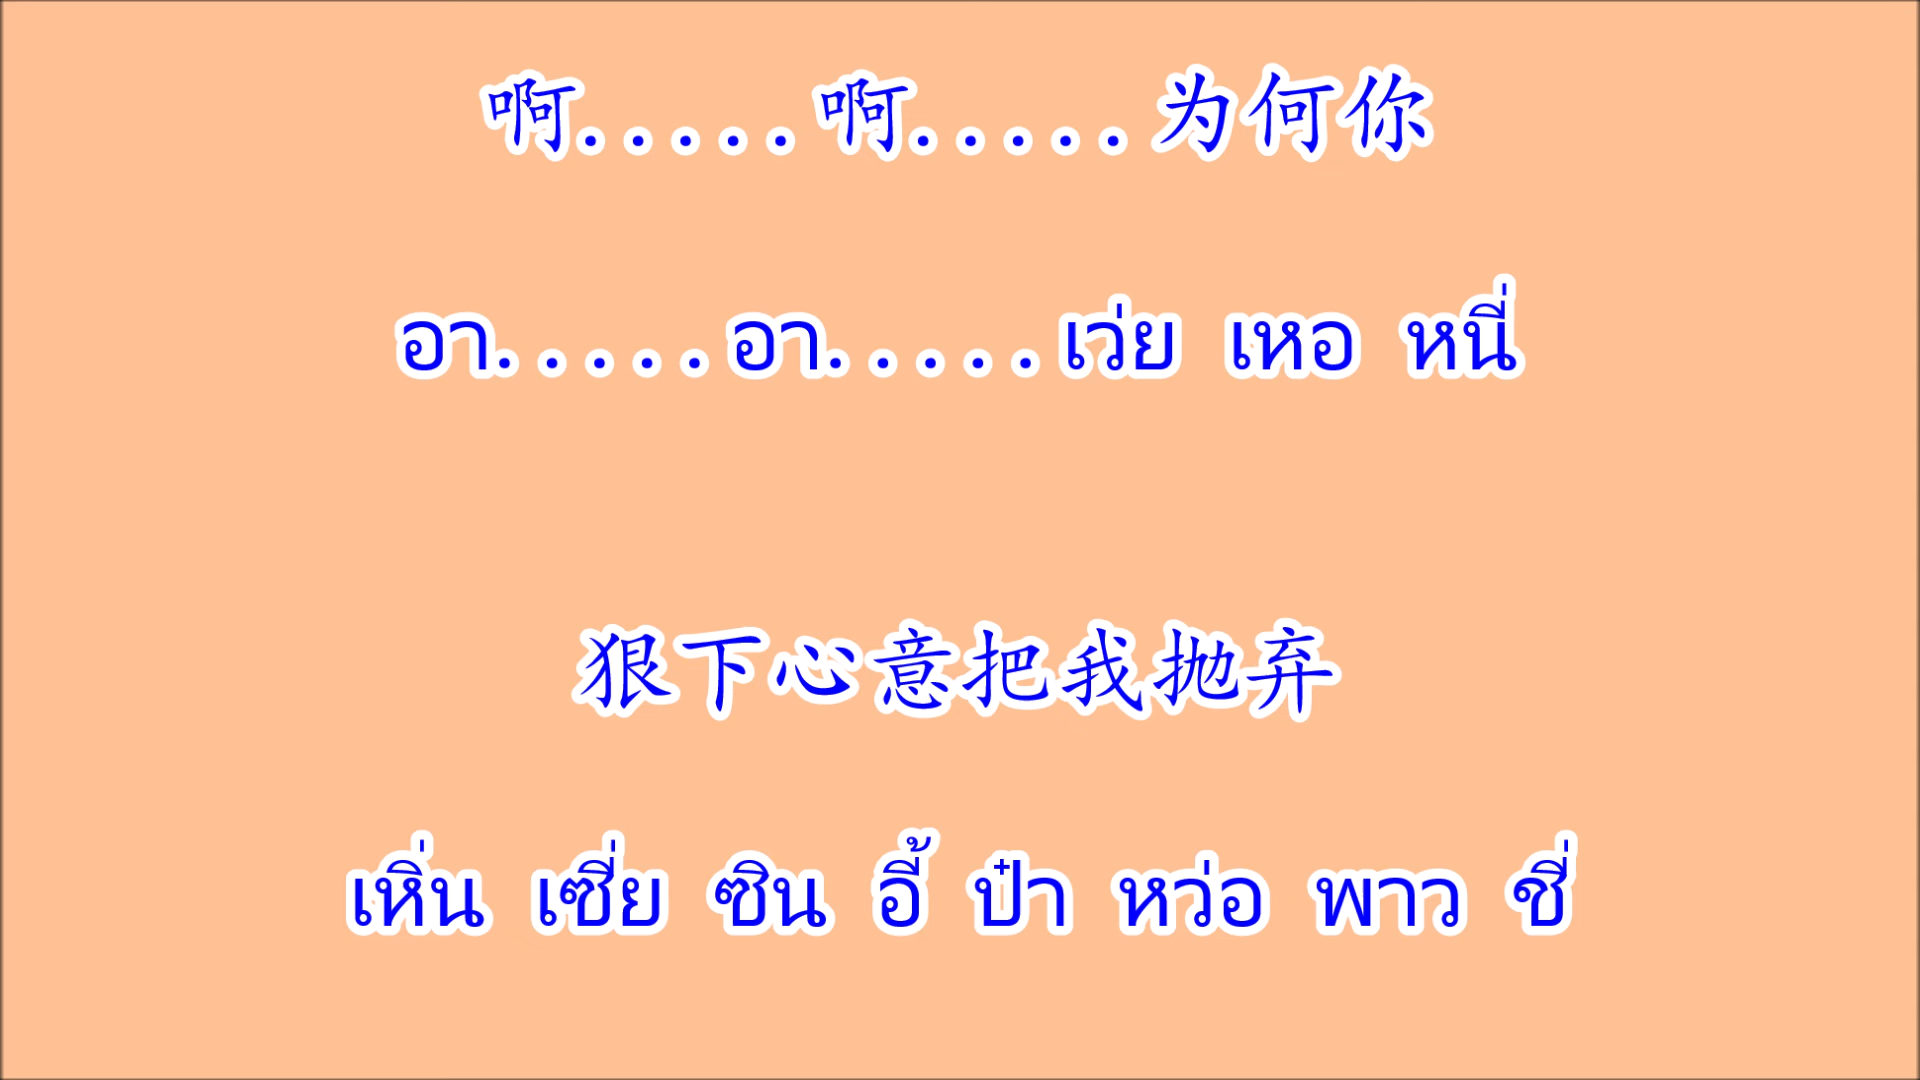 啊.....啊.....为何你
อา.....อา.....เว่ย เหอ หนี่
狠下心意把我抛弃
เหิ่น เซี่ย ซิน อี้ ป๋า หว่อ พาว ชี่